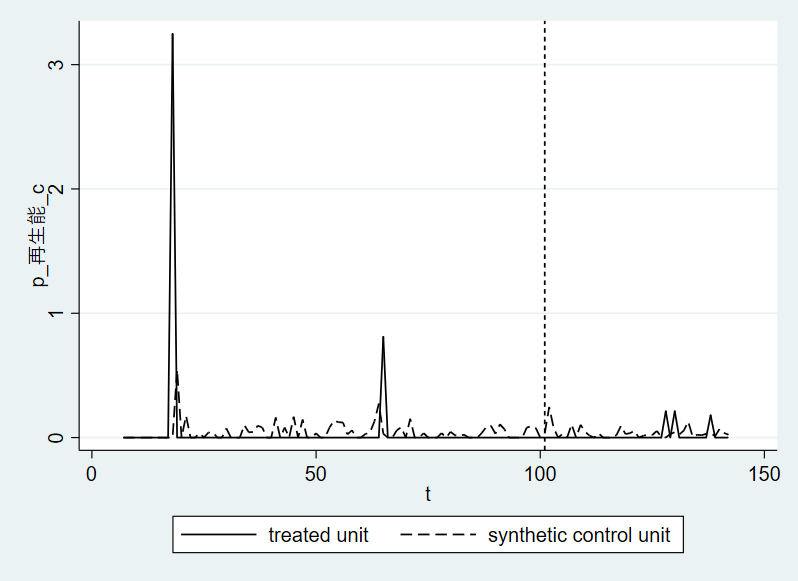 p_再生能_c
3
2
1
0
0
50
100
150
t
treated unit
synthetic control unit